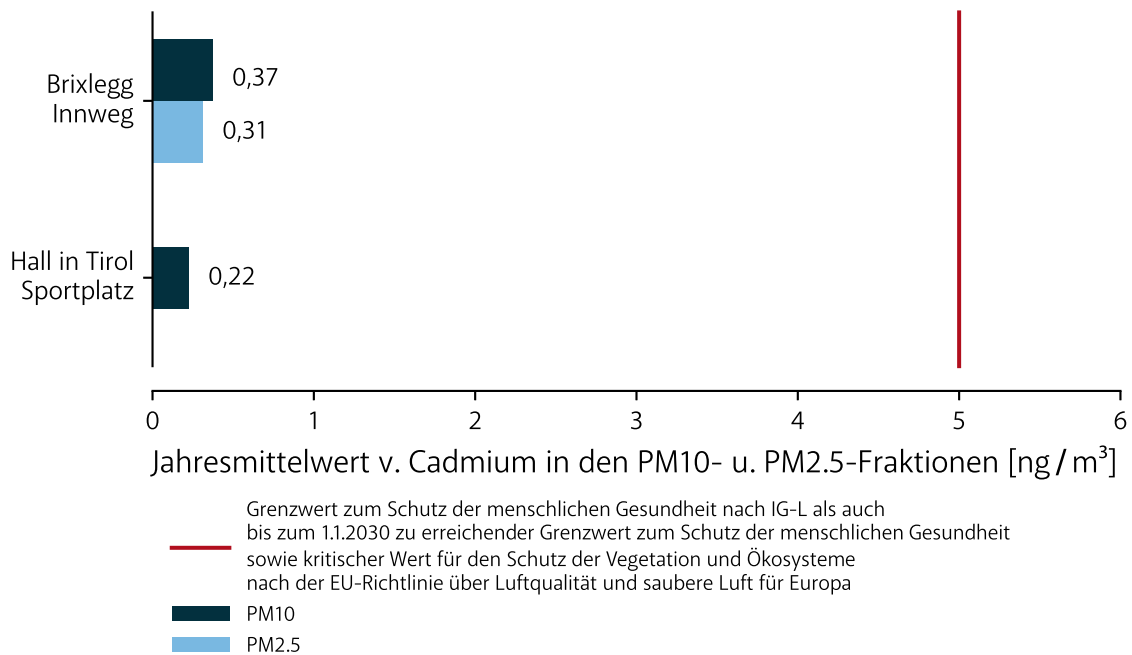 Brixlegg
Innweg
0,37
0,31
Hall in Tirol
Sportplatz
0,22
0 1 2 3 4 5 6
Jahresmittelwert v. Cadmium in den PM10- u. PM2.5-Fraktionen [ng / m³]
Grenzwert zum Schutz der menschlichen Gesundheit nach IG-L als auch
bis zum 1.1.2030 zu erreichender Grenzwert zum Schutz der menschlichen Gesundheit
sowie kritischer Wert für den Schutz der Vegetation und Ökosysteme
nach der EU-Richtlinie über Luftqualität und saubere Luft für Europa
PM10
PM2.5